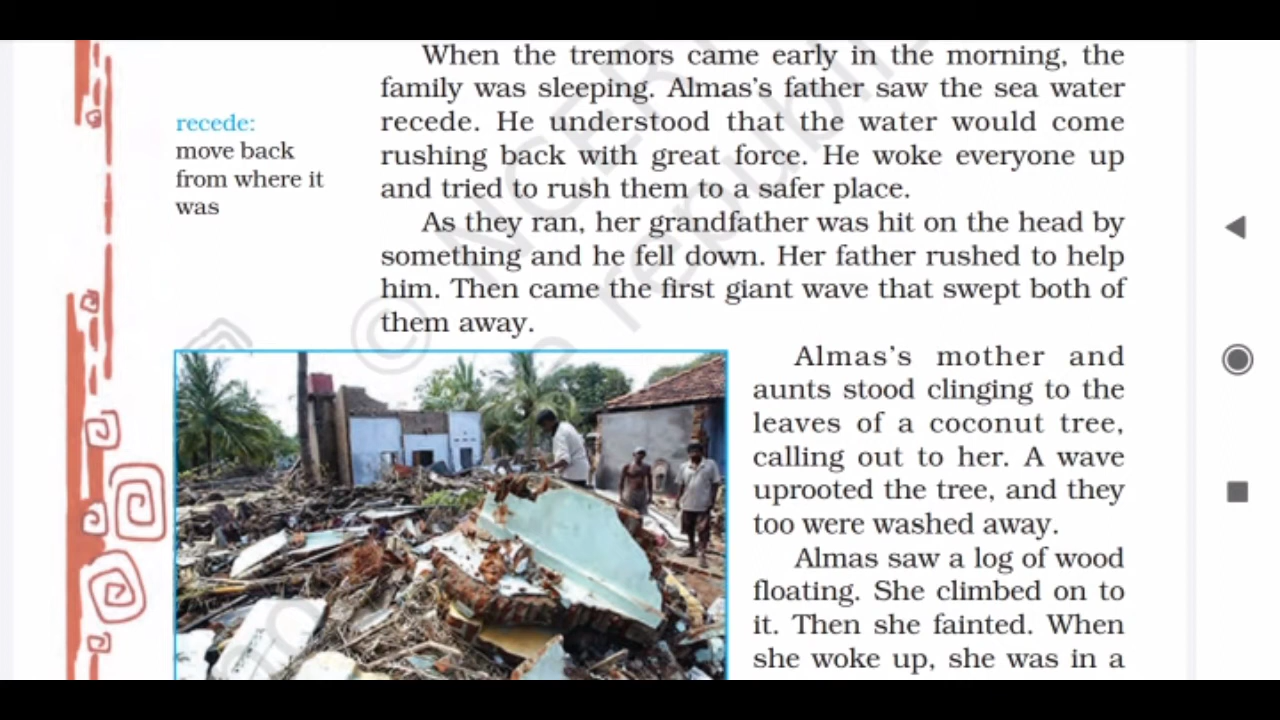 When the tremors came early in the morning, the
family was sleeping. Almas's father saw the sea water
recede. He understood that the water would come
rushing back with great force. He woke everyone up
and tried to rush them to a safer place.
recede:
move back
from where it
was
As they ran, her grandfather was hit on the head by
something and he fell down. Her father rushed to help
him. Then came the first giant wave that swept both of
them away.
Almas's mother and
aunts stood clinging to the
leaves of a coconut tree,
calling out to her. A wave
uprooted the tree, and they
too were washed away.
Almas saw a log of wood
floating. She climbed on to
it. Then she fainted. When
she woke up, she was in a
© NCERT
republi